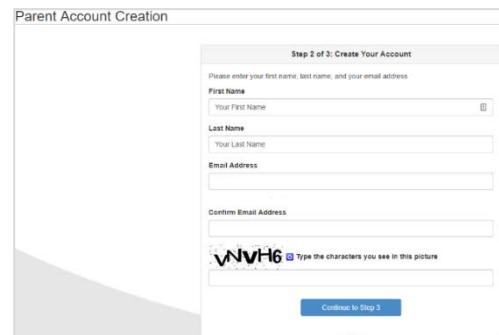 Parent Account Creation
Step 2 of 3: Create Your Account
Please enter your first name, last name, and your email address
First Name
Your First Name
Last Name
Your Last Name
Email Address
Confirm Email Address
vNVH6 Type the characters you see in this picture
Continue to Step 3